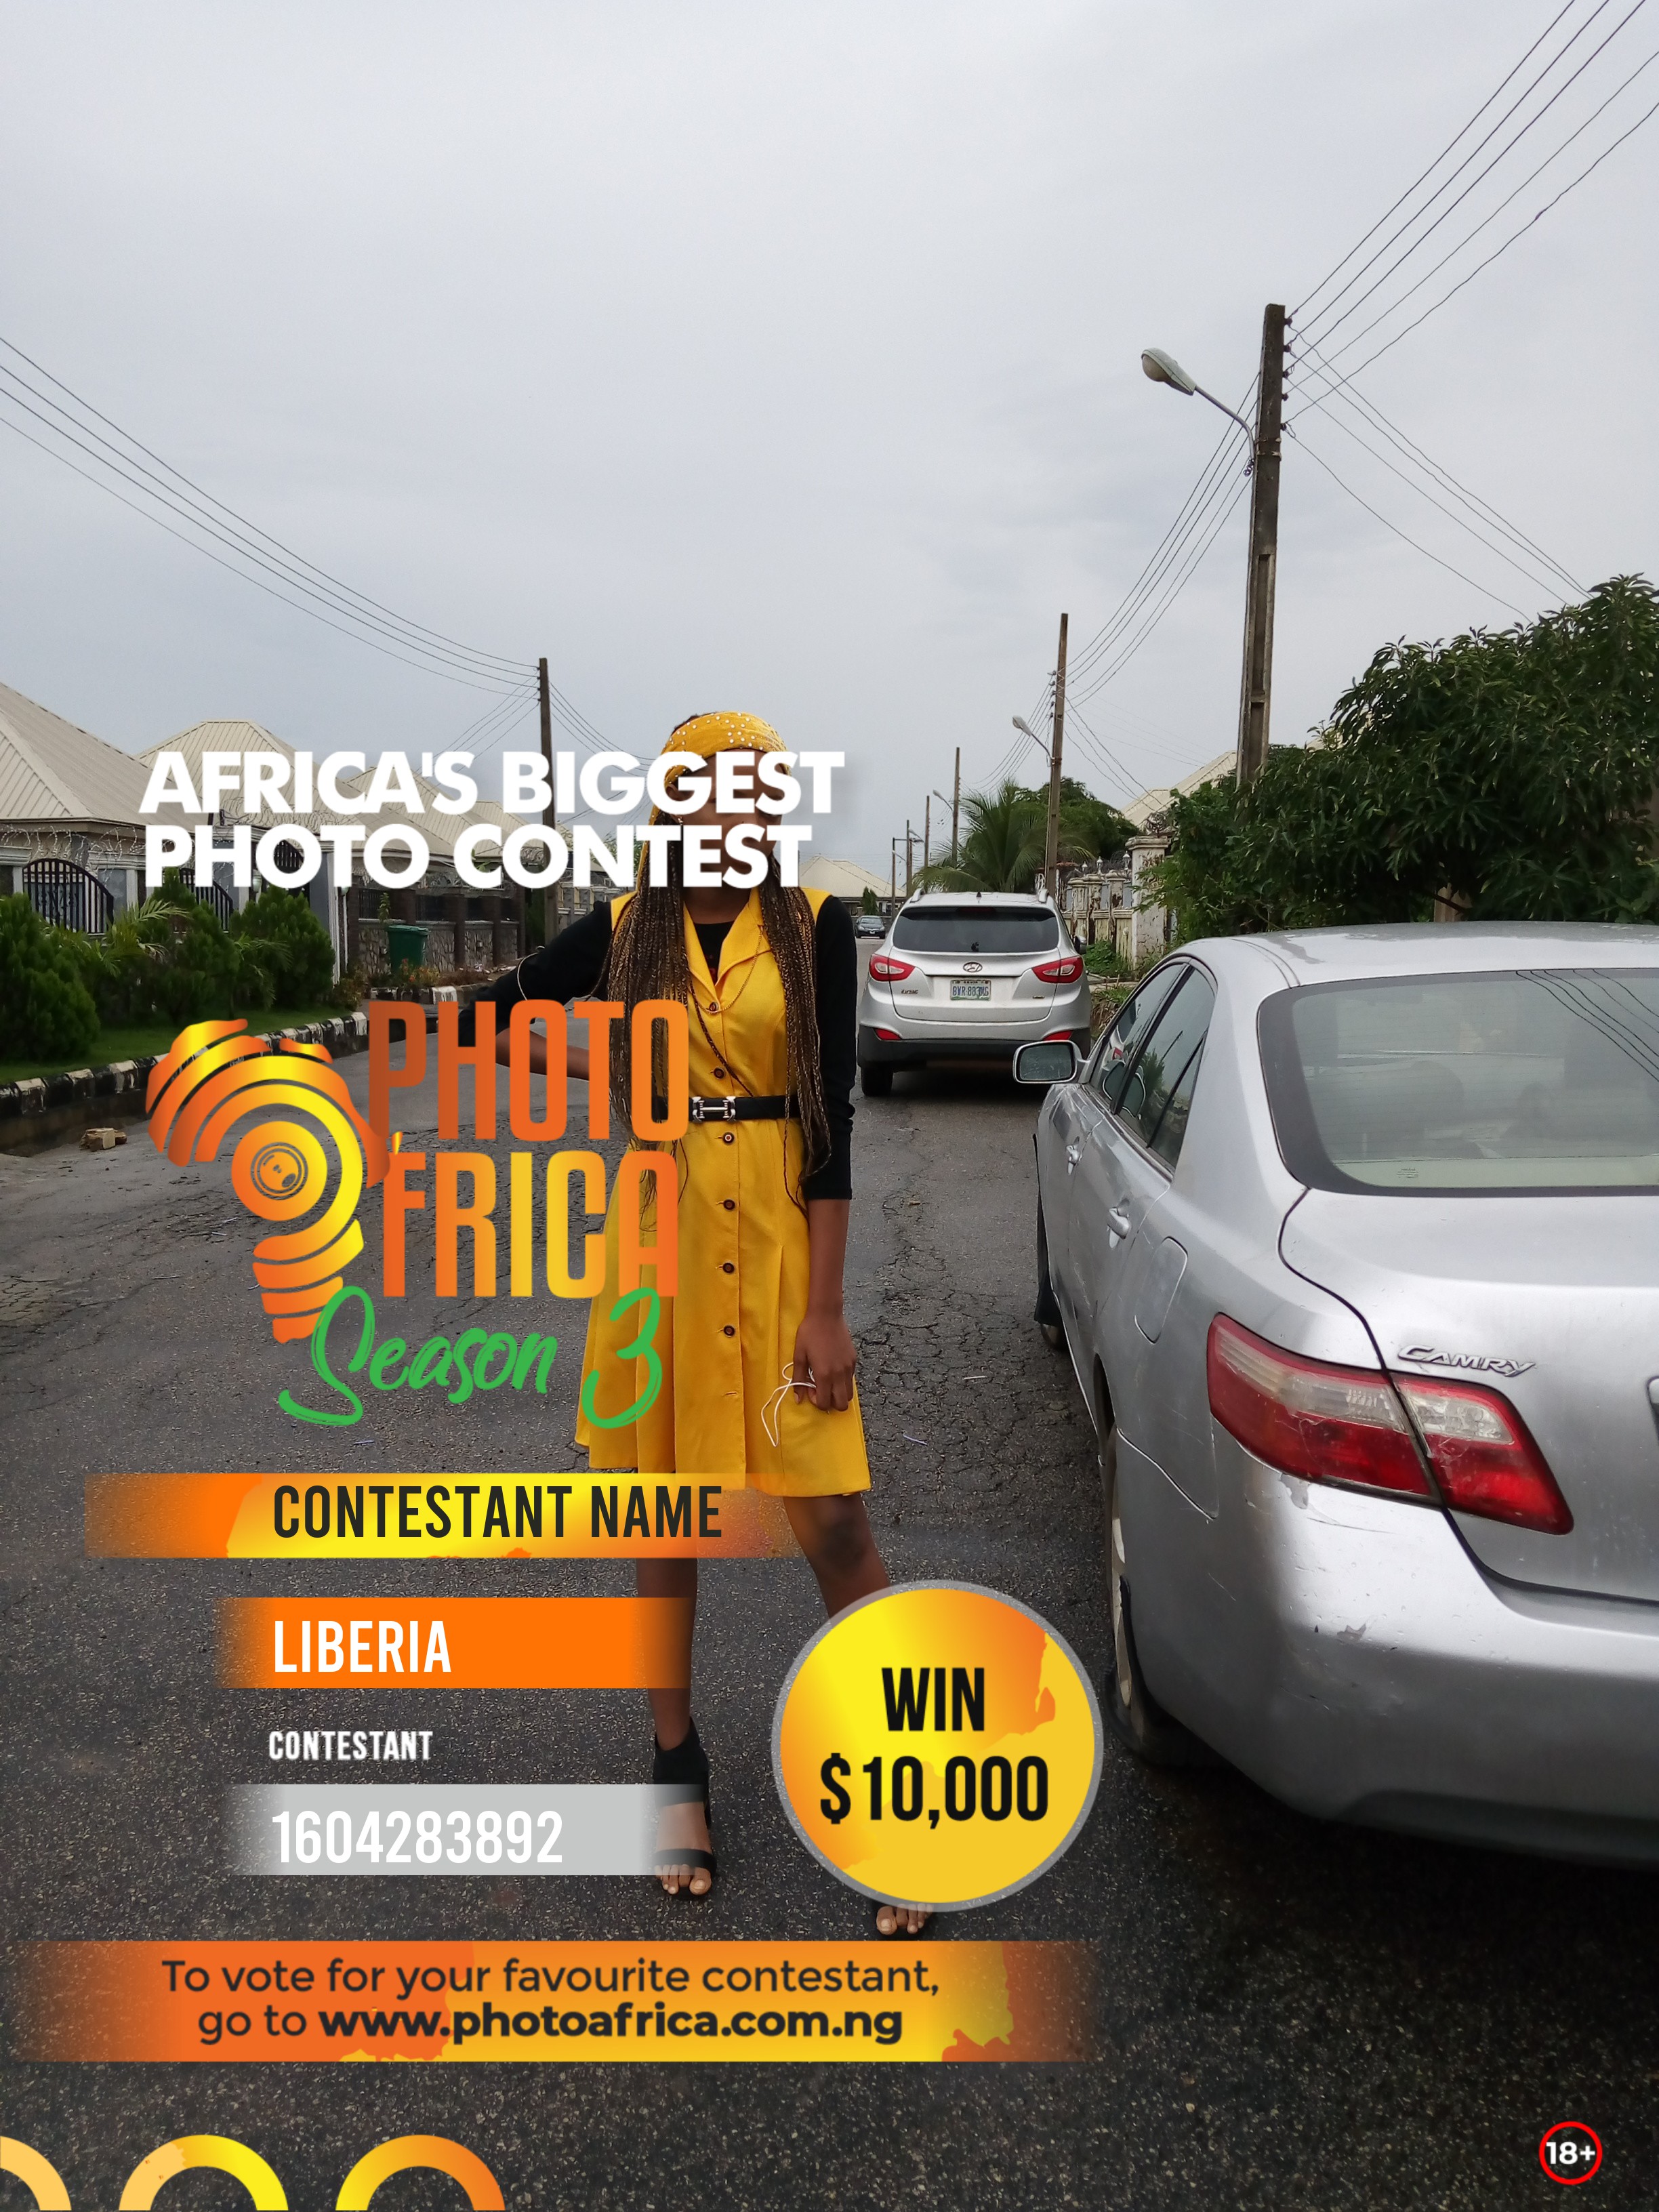 AFRICA'S BIGGEST
PHOTO CONTEST
PHOTO
AFRICA
Season 3
CONTESTANT NAME
LIBERIA
CONTESTANT
1604283892
WIN
$10,000
To vote for your favourite contestant,
go to www.photoafrica.com.ng
CAMRY
18+